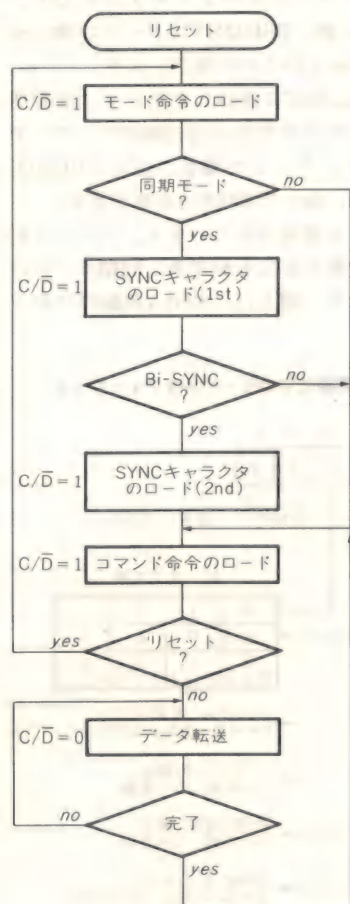 リセット
C/D̅=1
モード命令のロード
同期モード
?
no
yes
C/D̅=1
SYNCキャラクタ
のロード(1st)
Bi-SYNC
?
no
yes
C/D̅=1
SYNCキャラクタ
のロード(2nd)
C/D̅=1
コマンド命令のロード
yes
リセット
?
no
C/D̅=0
データ転送
no
完了
yes